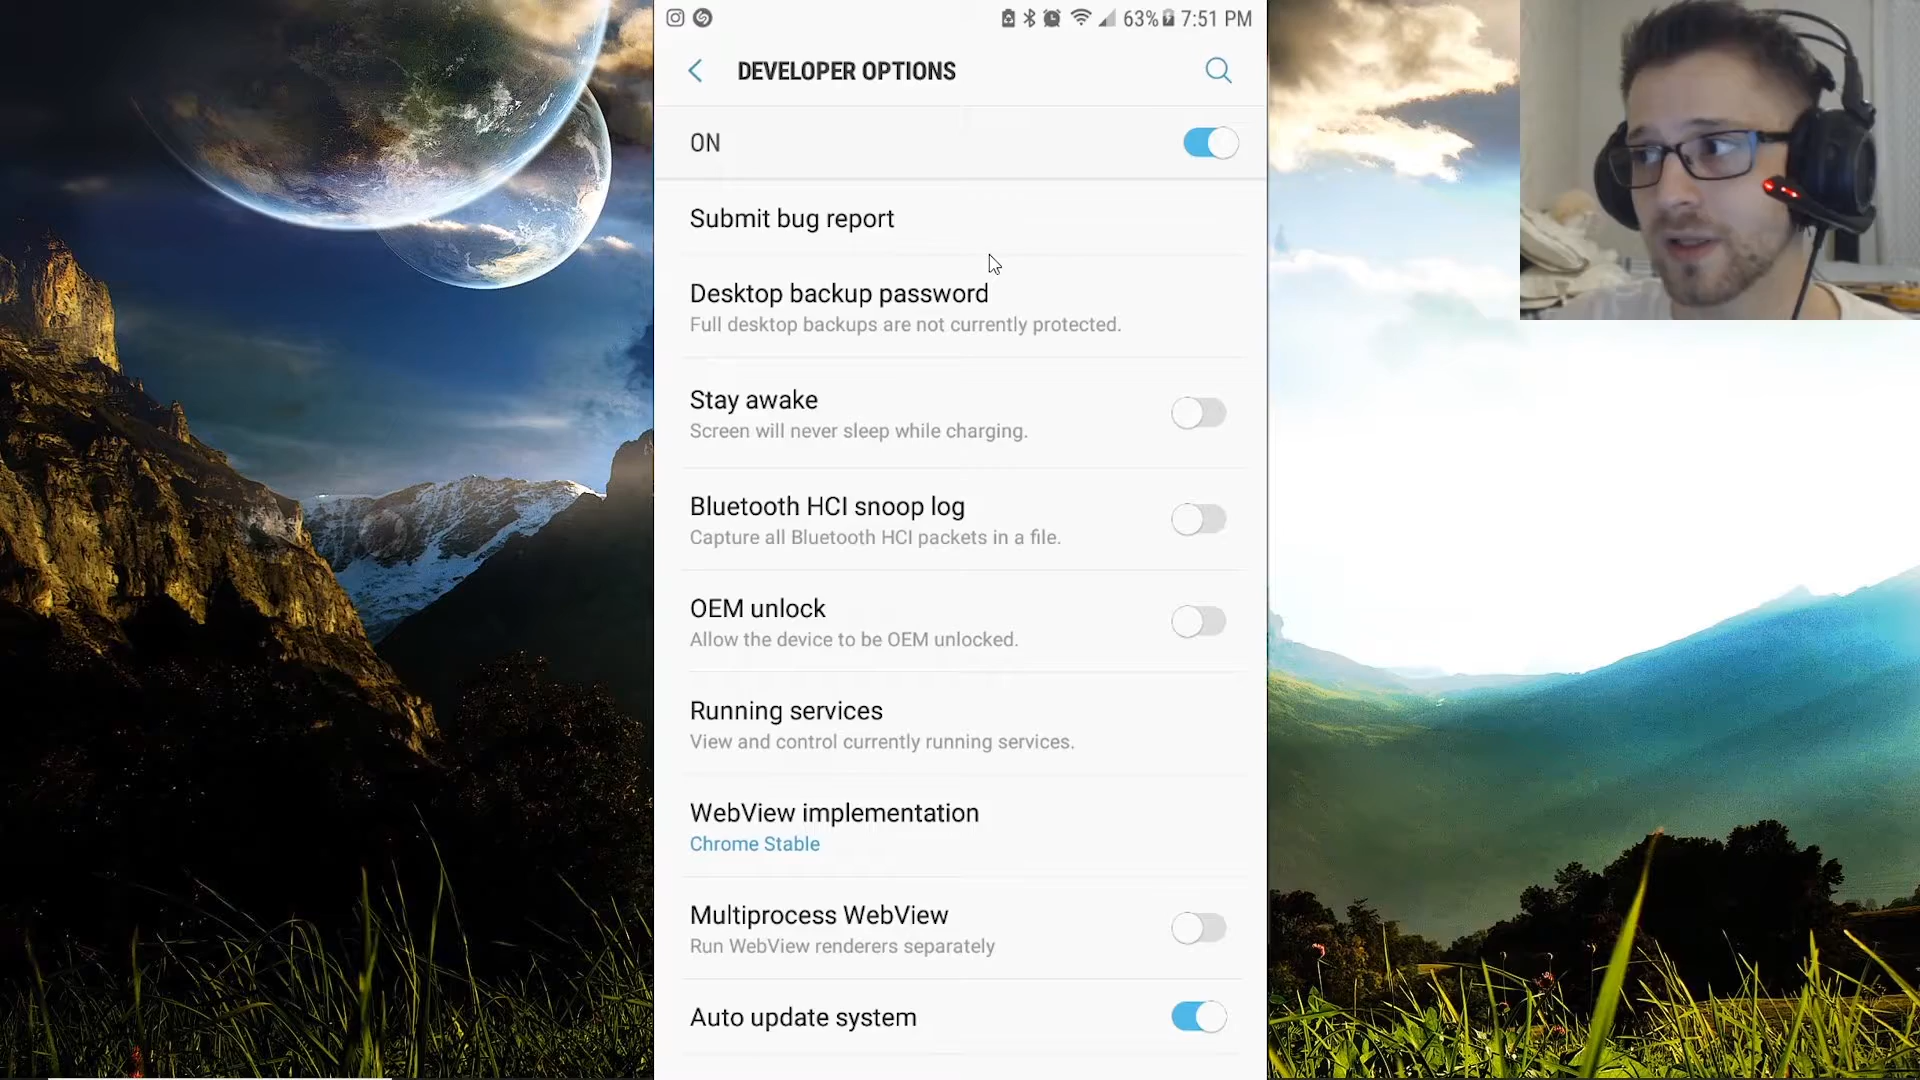 63% 7:51 PM
DEVELOPER OPTIONS
ON
Submit bug report
Desktop backup password
Full desktop backups are not currently protected.
Stay awake
Screen will never sleep while charging.
Bluetooth HCI snoop log
Capture all Bluetooth HCI packets in a file.
OEM unlock
Allow the device to be OEM unlocked.
Running services
View and control currently running services.
WebView implementation
Chrome Stable
Multiprocess WebView
Run WebView renderers separately
Auto update system